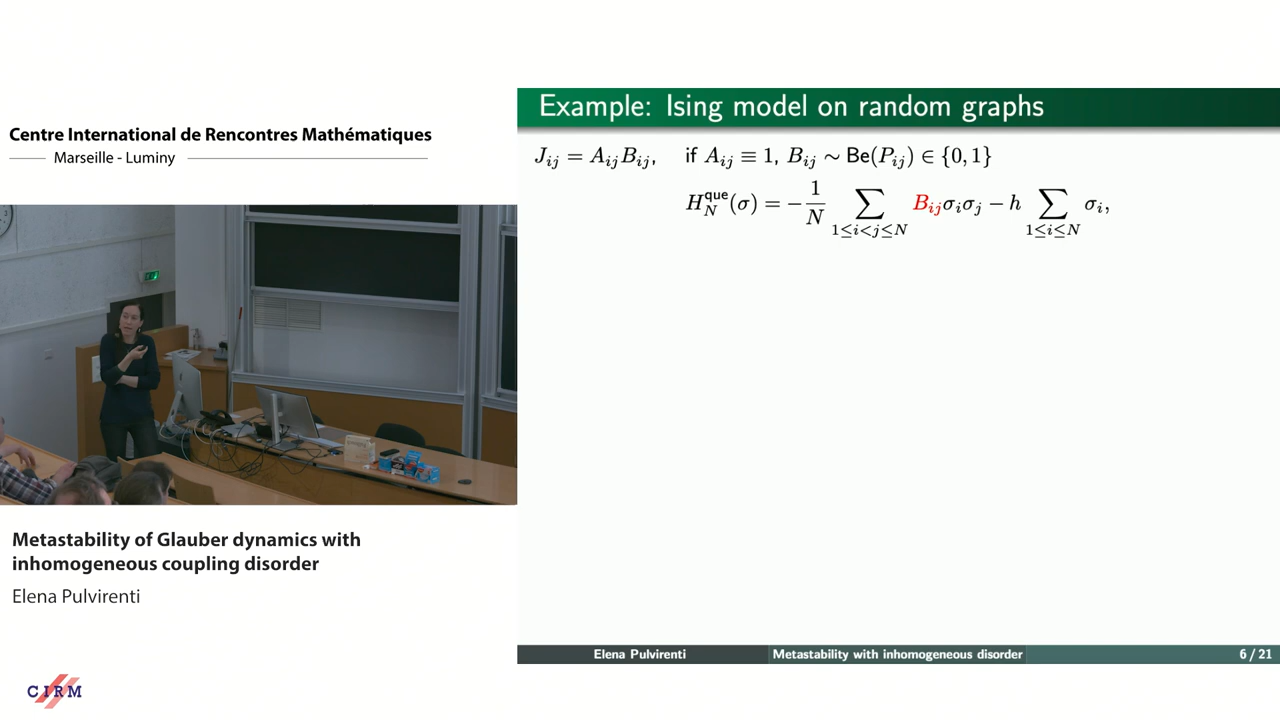 Centre International de Rencontres Mathématiques
Marseille - Luminy
Metastability of Glauber dynamics with
inhomogeneous coupling disorder
Elena Pulvirenti
CIRM
Example: Ising model on random graphs
J_{ij} = A_{ij}B_{ij}, if A_{ij} ≡ 1, B_{ij} ∼ Be(P_{ij}) ∈ {0, 1}
H_N^{que}(σ) = −\frac{1}{N} ∑_{1≤i<j≤N} B_{ij}σ_iσ_j − h ∑_{1≤i≤N} σ_i,
Elena Pulvirenti Metastability with inhomogeneous disorder 6 / 21